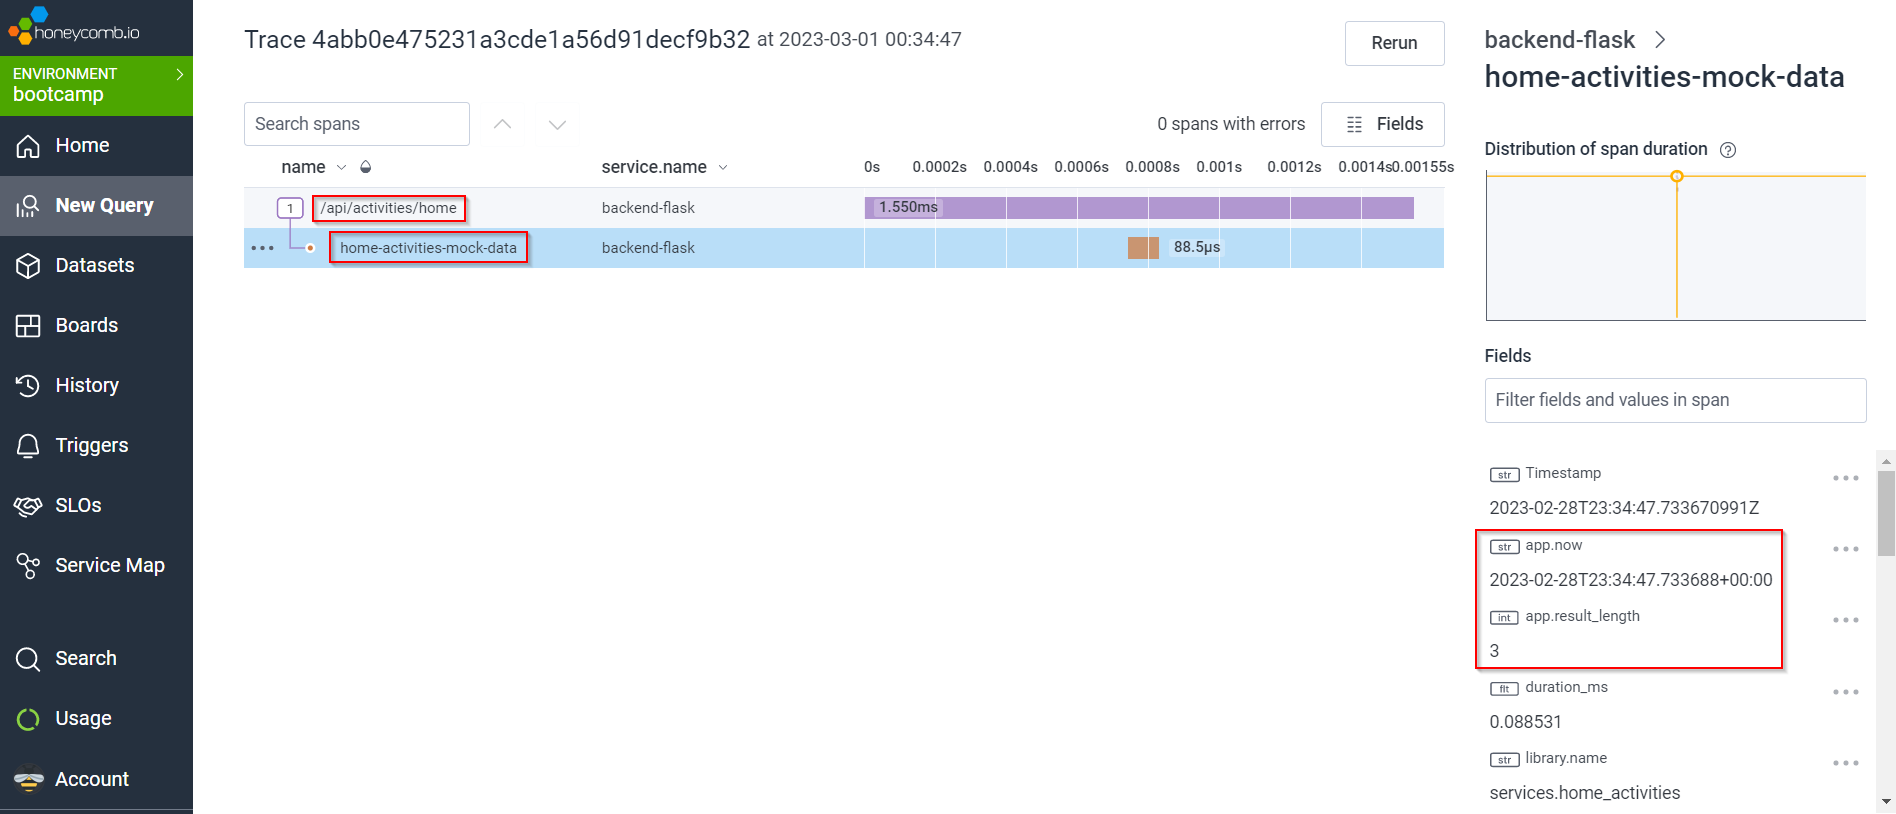 honeycomb.io
ENVIRONMENT
bootcamp
Home
New Query
Datasets
Boards
History
Triggers
SLOs
Service Map
Search
Usage
Account
Trace 4abb0e475231a3cde1a56d91decf9b32 at 2023-03-01 00:34:47
Rerun
Search spans
0 spans with errors
Fields
name service.name 0s 0.0002s 0.0004s 0.0006s 0.0008s 0.001s 0.0012s 0.0014s 0.00155s
1 /api/activities/home backend-flask 1.550ms
home-activities-mock-data backend-flask 88.5µs
backend-flask
home-activities-mock-data
Distribution of span duration ?
Fields
Filter fields and values in span
str Timestamp
2023-02-28T23:34:47.733670991Z
str app.now
2023-02-28T23:34:47.733688+00:00
int app.result_length
3
flt duration_ms
0.088531
str library.name
services.home_activities